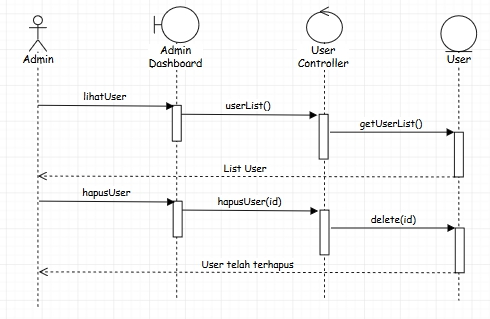 Admin
Admin
Dashboard
User
Controller
User
lihatUser
userList()
getUserList()
List User
hapusUser
hapusUser(id)
delete(id)
User telah terhapus